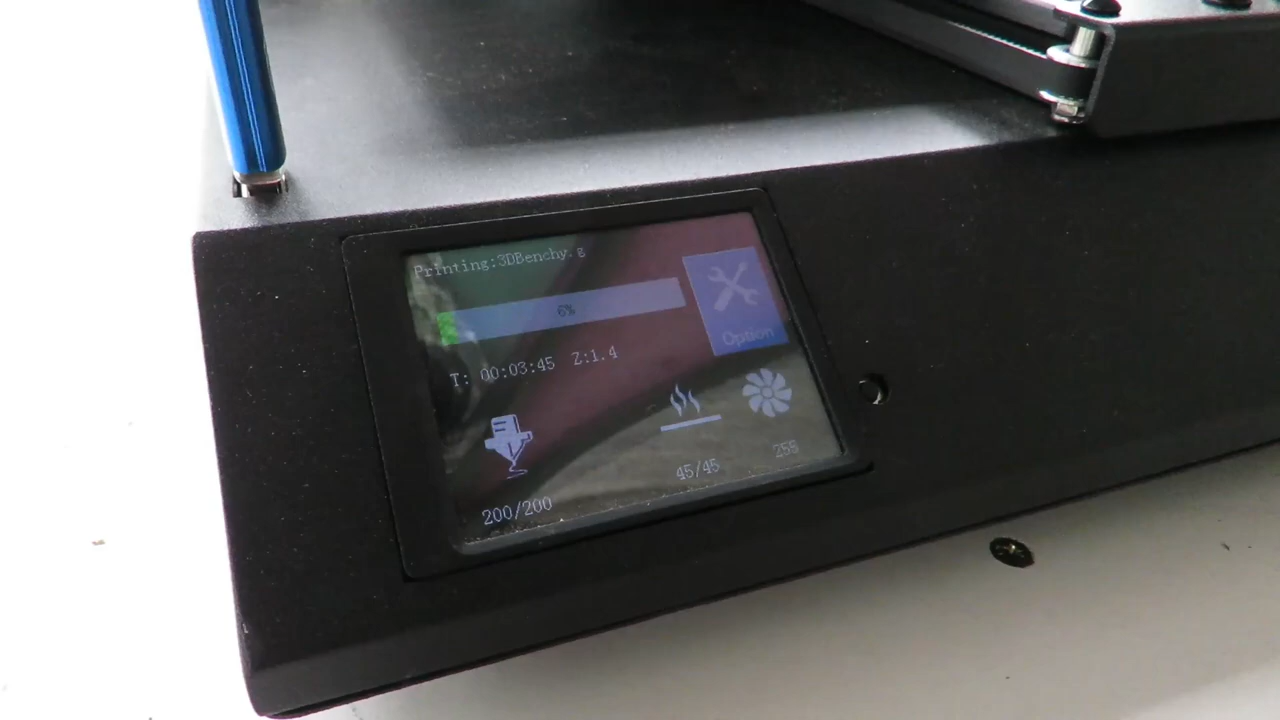 Printing:3DBenchy.g
6%
Option
T: 00:03:45 Z:1.4
200/200
45/45
255